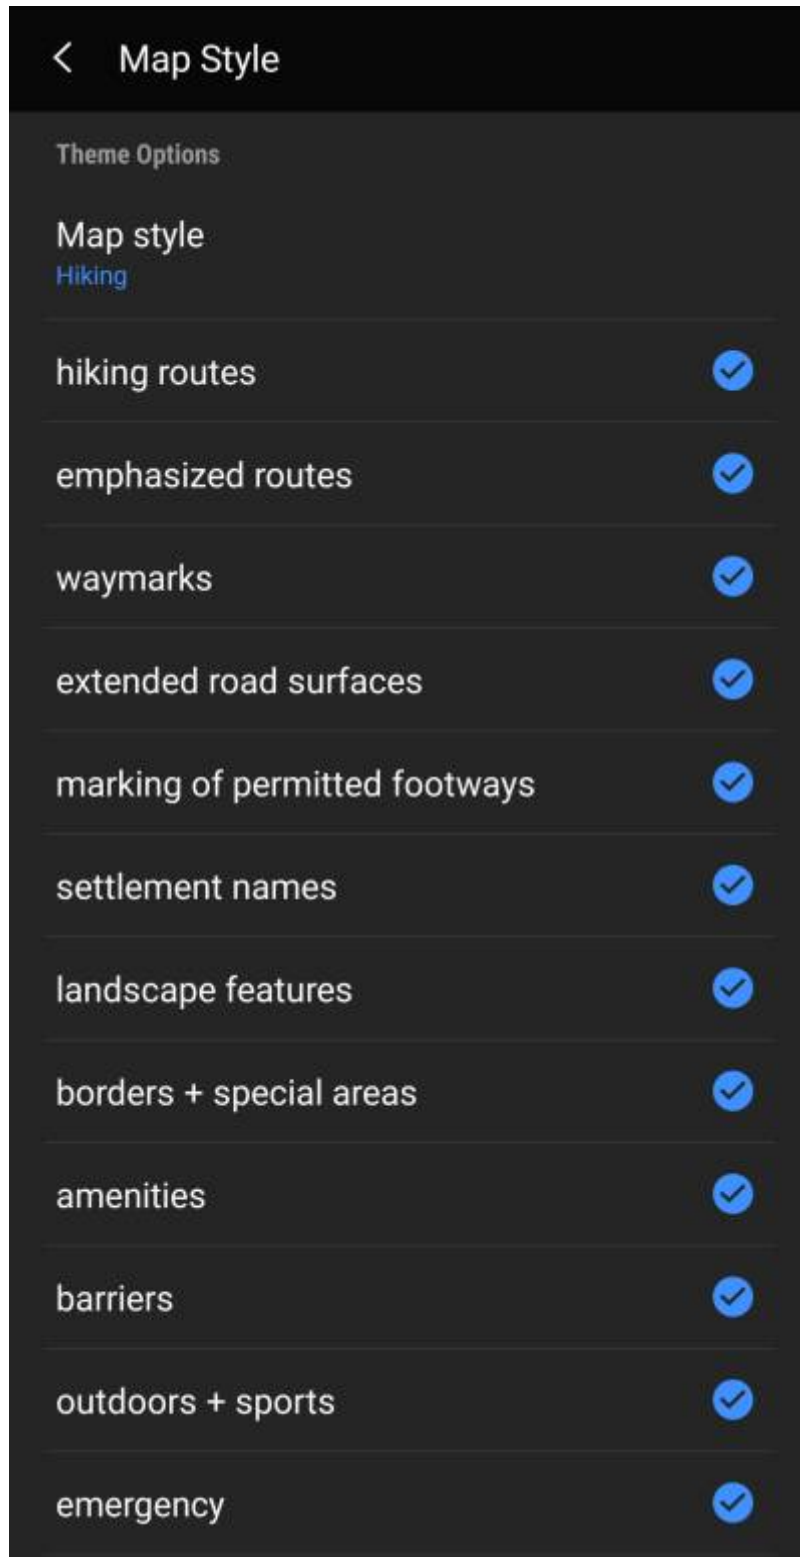 Map Style
Theme Options
Map style
Hiking
hiking routes
emphasized routes
waymarks
extended road surfaces
marking of permitted footways
settlement names
landscape features
borders + special areas
amenities
barriers
outdoors + sports
emergency